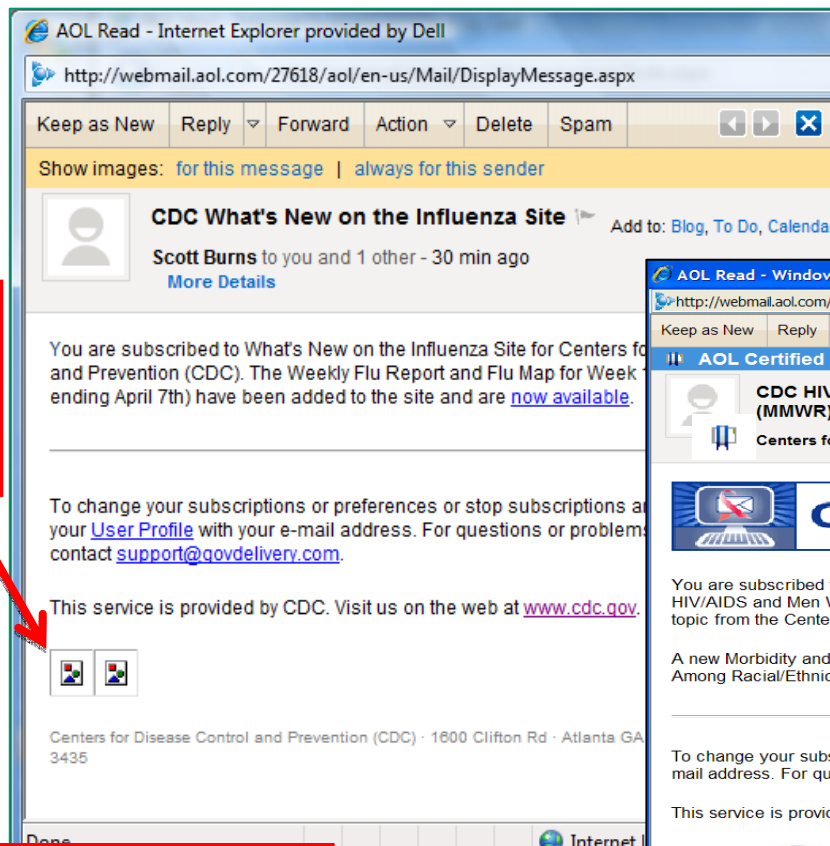 AOL Read - Internet Explorer provided by Dell
http://webmail.aol.com/27618/aol/en-us/Mail/DisplayMessage.aspx
Keep as New Reply Forward Action Delete Spam
Show images: for this message | always for this sender
CDC What's New on the Influenza Site
Add to: Blog, To Do, Calenda
Scott Burns to you and 1 other - 30 min ago
More Details
You are subscribed to What's New on the Influenza Site for Centers fo
and Prevention (CDC). The Weekly Flu Report and Flu Map for Week
ending April 7th) have been added to the site and are now available.
To change your subscriptions or preferences or stop subscriptions a
your User Profile with your e-mail address. For questions or problems
contact support@govdelivery.com.
This service is provided by CDC. Visit us on the web at www.cdc.gov.
Centers for Disease Control and Prevention (CDC) · 1600 Clifton Rd · Atlanta GA
3435
Done
Internet
AOL Read - Window
http://webmail.aol.com/
Keep as New Reply
AOL Certified
CDC HIV
(MMWR)
Centers fo
C
You are subscribed
HIV/AIDS and Men
topic from the Cente
A new Morbidity and
Among Racial/Ethnic
To change your subs
mail address. For qu
This service is provid